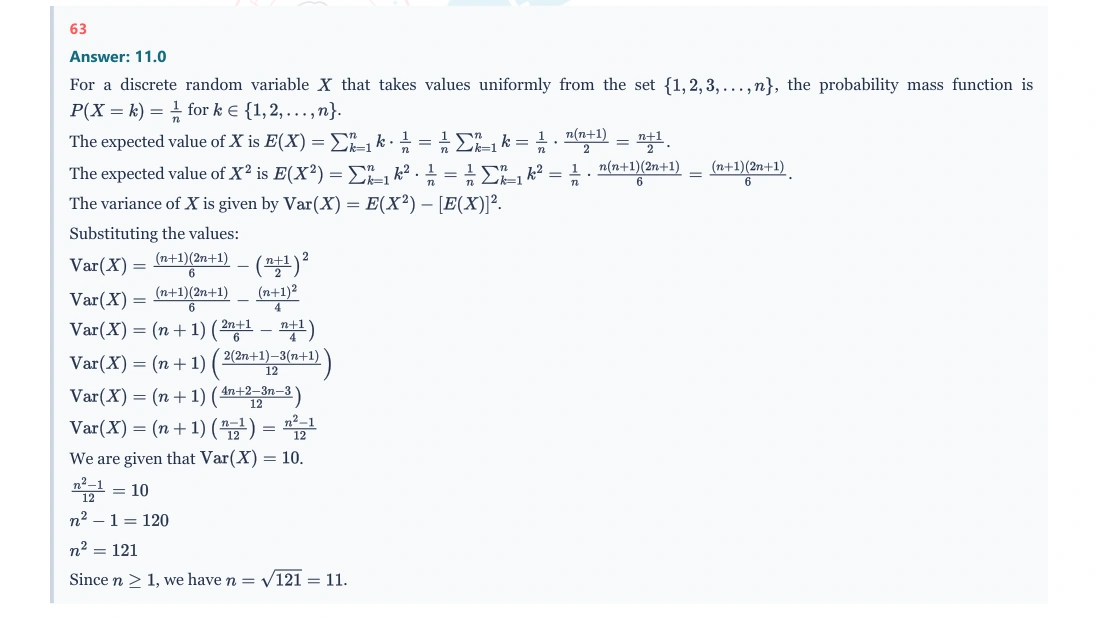 63
Answer: 11.0
For a discrete random variable X that takes values uniformly from the set {1, 2, 3, . . . , n}, the probability mass function is
P(X = k) = 1/n for k ∈ {1, 2, . . . , n}.
The expected value of X is E(X) = ∑ₖ₌₁ⁿ k · 1/n = 1/n ∑ₖ₌₁ⁿ k = 1/n · n(n+1)/2 = (n+1)/2.
The expected value of X² is E(X²) = ∑ₖ₌₁ⁿ k² · 1/n = 1/n ∑ₖ₌₁ⁿ k² = 1/n · n(n+1)(2n+1)/6 = (n+1)(2n+1)/6.
The variance of X is given by Var(X) = E(X²) − [E(X)]².
Substituting the values:
Var(X) = (n+1)(2n+1)/6 − ((n+1)/2)²
Var(X) = (n+1)(2n+1)/6 − (n+1)²/4
Var(X) = (n + 1) ((2n+1)/6 − (n+1)/4)
Var(X) = (n + 1) ((2(2n+1)−3(n+1))/12)
Var(X) = (n + 1) ((4n+2−3n−3)/12)
Var(X) = (n + 1) ((n−1)/12) = (n²−1)/12
We are given that Var(X) = 10.
(n²−1)/12 = 10
n² − 1 = 120
n² = 121
Since n ≥ 1, we have n = √121 = 11.